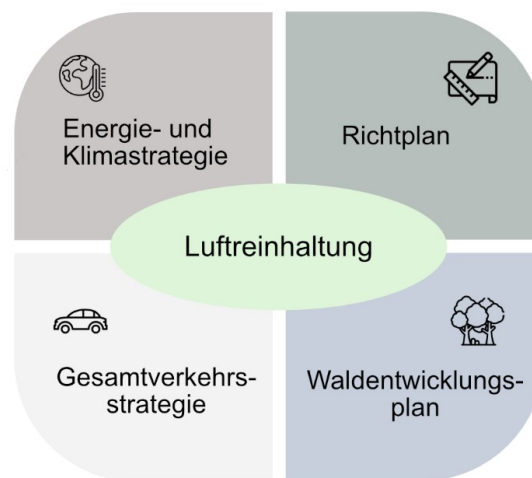 Energie- und
Klimastrategie
Richtplan
Luftreinhaltung
Gesamtverkehrs-
strategie
Waldentwicklungs-
plan